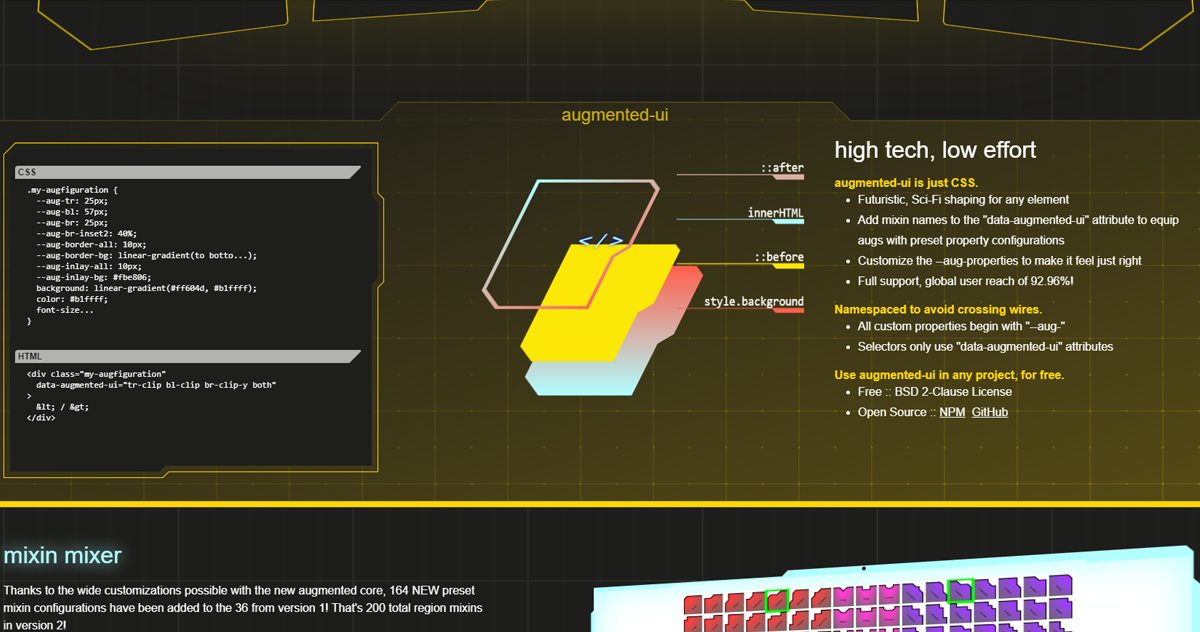 augmented-ui
CSS
.my-augfiguration {
--aug-tr: 25px;
--aug-bl: 57px;
--aug-br: 25px;
--aug-br-inset2: 40%;
--aug-border-all: 10px;
--aug-border-bg: linear-gradient(to botto...);
--aug-inlay-all: 10px;
--aug-inlay-bg: #fbe806;
background: linear-gradient(#ff604d, #b1ffff);
color: #b1ffff;
font-size...
}
HTML
<div class="my-augfiguration"
data-augmented-ui="tr-clip bl-clip br-clip-y both"
>
&lt; / &gt;
</div>
</>
::after
innerHTML
::before
style.background
high tech, low effort
augmented-ui is just CSS.
• Futuristic, Sci-Fi shaping for any element
• Add mixin names to the "data-augmented-ui" attribute to equip
augs with preset property configurations
• Customize the --aug-properties to make it feel just right
• Full support, global user reach of 92.96%!
Namespaced to avoid crossing wires.
• All custom properties begin with "--aug-"
• Selectors only use "data-augmented-ui" attributes
Use augmented-ui in any project, for free.
• Free :: BSD 2-Clause License
• Open Source :: NPM GitHub
mixin mixer
Thanks to the wide customizations possible with the new augmented core, 164 NEW preset
mixin configurations have been added to the 36 from version 1! That's 200 total region mixins
in version 2!